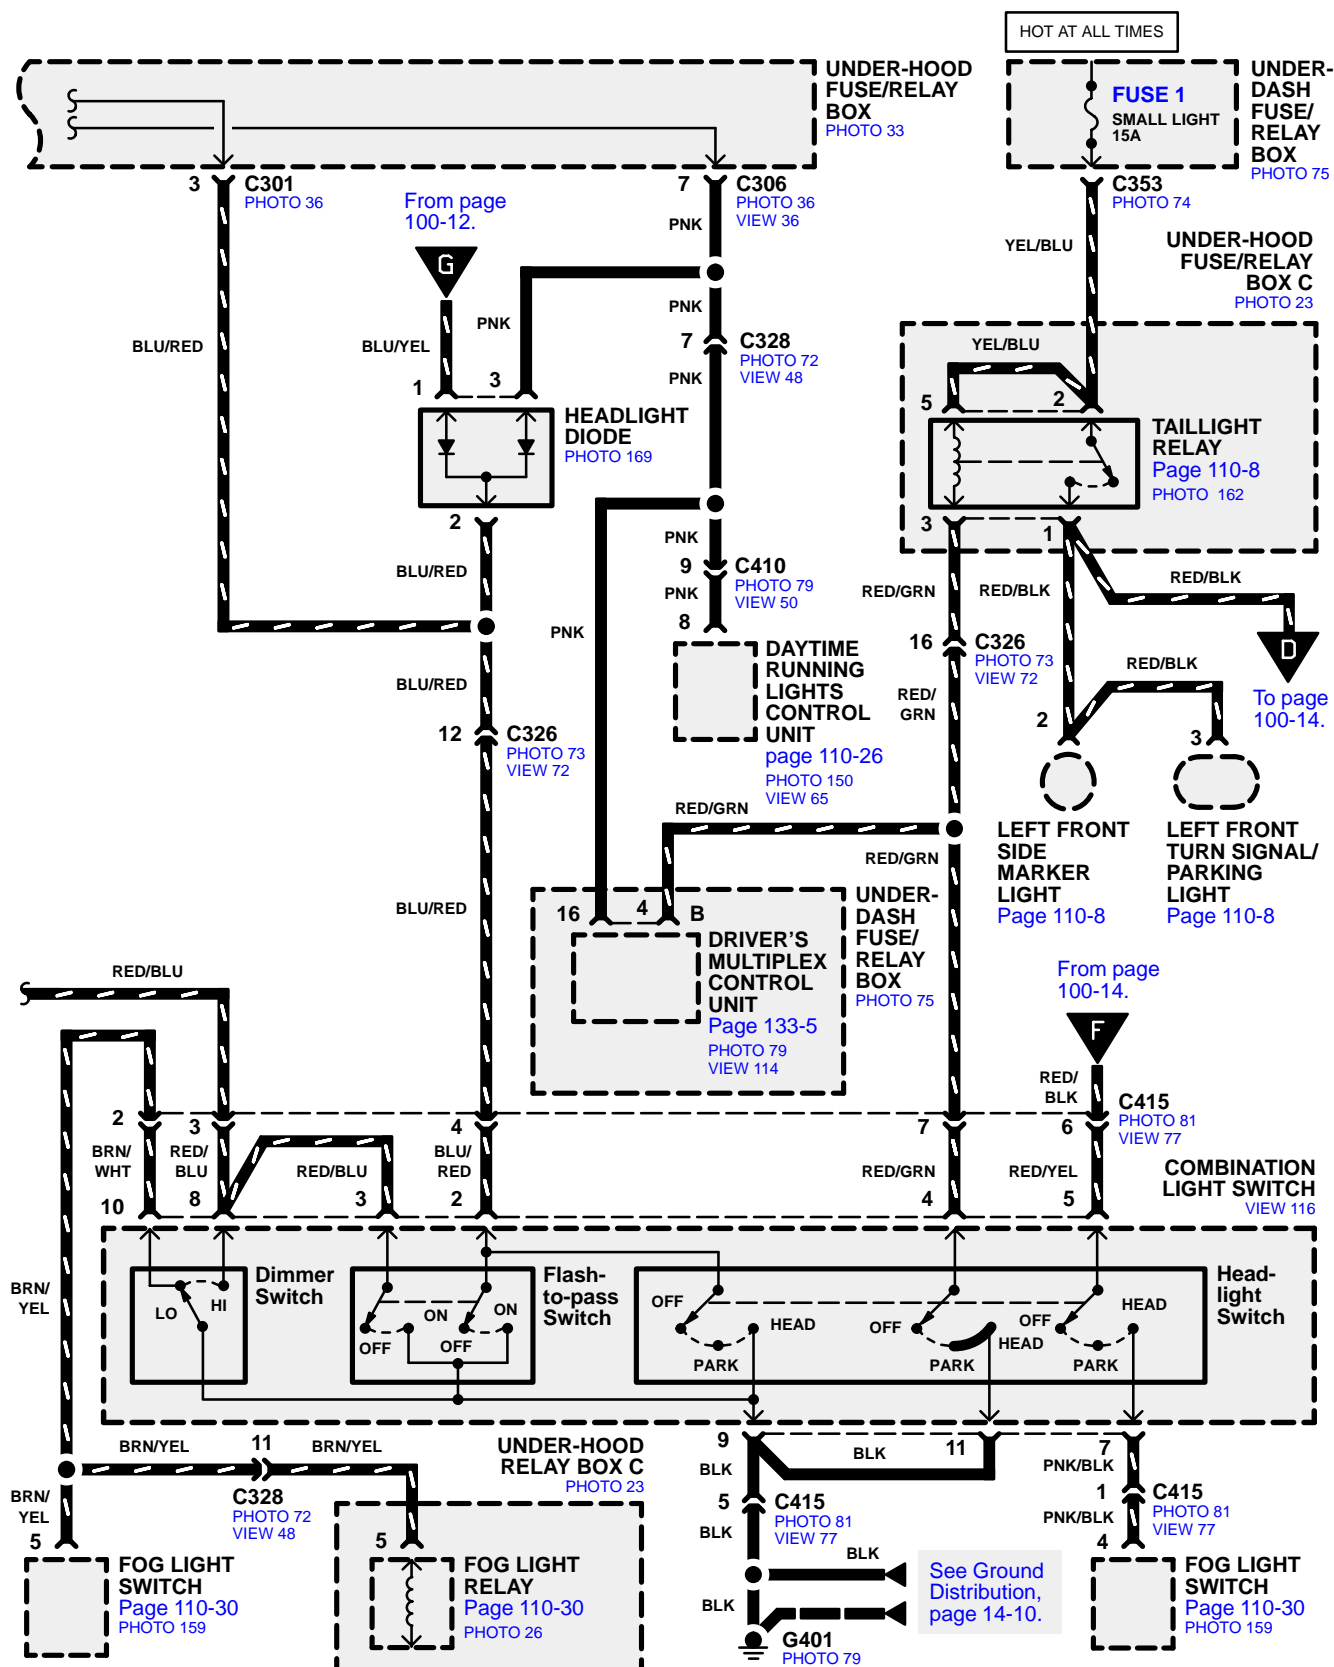 HOT AT ALL TIMES
UNDER-HOOD
FUSE/RELAY
BOX
PHOTO 33
FUSE 1
SMALL LIGHT
15A
UNDER-
DASH
FUSE/
RELAY
BOX
PHOTO 75
3
C301
PHOTO 36
From page
100-12.
G
7
C306
PHOTO 36
VIEW 36
PNK
C353
PHOTO 74
YEL/BLU
UNDER-HOOD
FUSE/RELAY
BOX C
PHOTO 23
BLU/RED
BLU/YEL
PNK
PNK
7
C328
PHOTO 72
VIEW 48
PNK
YEL/BLU
1
3
5
2
HEADLIGHT
DIODE
PHOTO 169
TAILLIGHT
RELAY
Page 110-8
PHOTO 162
2
3
1
BLU/RED
PNK
9
C410
PHOTO 79
VIEW 50
PNK
8
PNK
RED/GRN
RED/BLK
RED/BLK
16
C326
PHOTO 73
VIEW 72
D
To page
100-14.
DAYTIME
RUNNING
LIGHTS
CONTROL
UNIT
page 110-26
PHOTO 150
VIEW 65
BLU/RED
12
C326
PHOTO 73
VIEW 72
RED/
GRN
RED/BLK
2
3
RED/GRN
RED/GRN
LEFT FRONT
SIDE
MARKER
LIGHT
Page 110-8
LEFT FRONT
TURN SIGNAL/
PARKING
LIGHT
Page 110-8
BLU/RED
16
4
B
DRIVER’S
MULTIPLEX
CONTROL
UNIT
Page 133-5
PHOTO 79
VIEW 114
UNDER-
DASH
FUSE/
RELAY
BOX
PHOTO 75
RED/BLU
From page
100-14.
F
RED/
BLK
C415
PHOTO 81
VIEW 77
2
3
4
7
6
BRN/
WHT
RED/
BLU
RED/BLU
BLU/
RED
RED/GRN
RED/YEL
COMBINATION
LIGHT SWITCH
VIEW 116
10
8
3
2
4
5
Dimmer
Switch
LO
HI
Flash-
to-pass
Switch
OFF
ON
OFF
ON
Head-
light
Switch
OFF
HEAD
PARK
OFF
HEAD
PARK
OFF
HEAD
PARK
BRN/
YEL
BRN/YEL
11
BRN/YEL
C328
PHOTO 72
VIEW 48
UNDER-HOOD
RELAY BOX C
PHOTO 23
9
BLK
BLK
11
7
PNK/BLK
5
C415
PHOTO 81
VIEW 77
1
C415
PHOTO 81
VIEW 77
BLK
PNK/BLK
4
BRN/
YEL
5
FOG LIGHT
SWITCH
Page 110-30
PHOTO 159
5
FOG LIGHT
RELAY
Page 110-30
PHOTO 26
BLK
BLK
See Ground
Distribution,
page 14-10.
G401
PHOTO 79
FOG LIGHT
SWITCH
Page 110-30
PHOTO 159